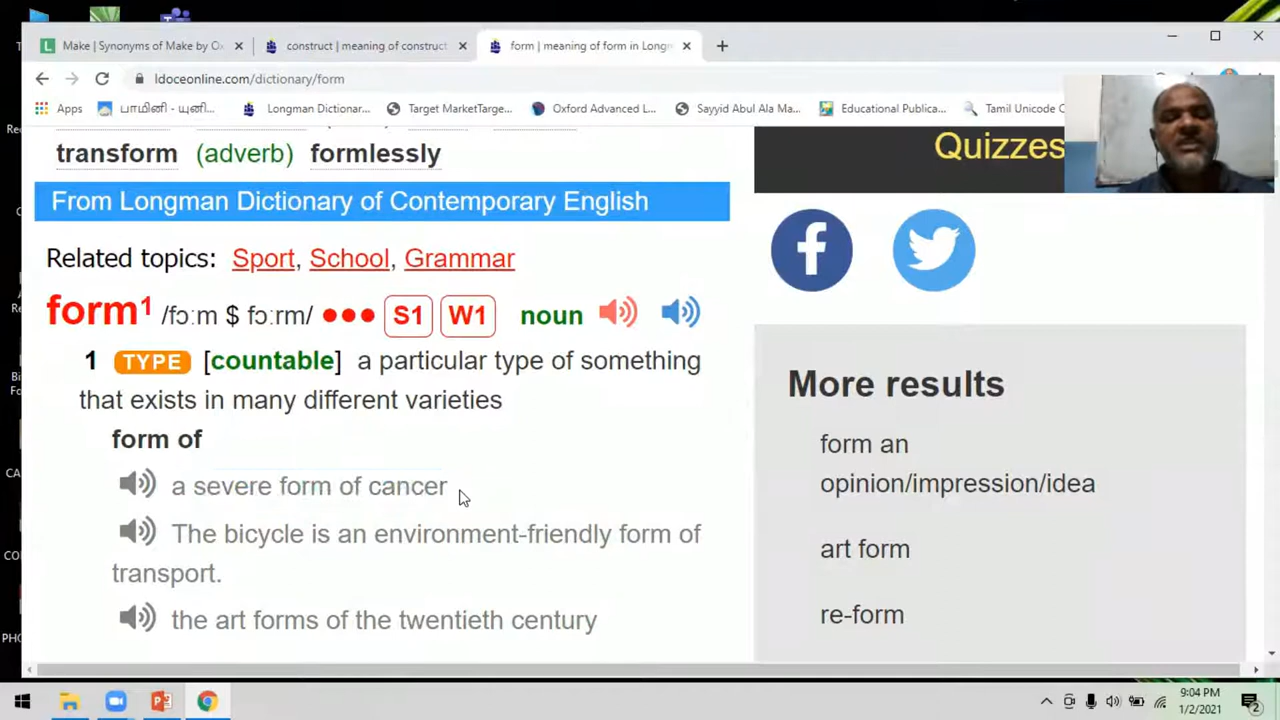 Make | Synonyms of Make by Ox
construct | meaning of construct
form | meaning of form in Longm
ldoceonline.com/dictionary/form
Apps
பாமினி - யுனி...
Longman Dictionar...
Target MarketTarge...
Oxford Advanced L...
Sayyid Abul Ala Ma...
Educational Publica...
Tamil Unicode C
transform (adverb) formlessly
Quizzes
From Longman Dictionary of Contemporary English
Related topics: Sport, School, Grammar
form1 /fɔːm $ fɔːrm/ ●●● S1 W1 noun
1 TYPE [countable] a particular type of something
that exists in many different varieties
form of
a severe form of cancer
The bicycle is an environment-friendly form of
transport.
the art forms of the twentieth century
More results
form an
opinion/impression/idea
art form
re-form
9:04 PM
1/2/2021
2